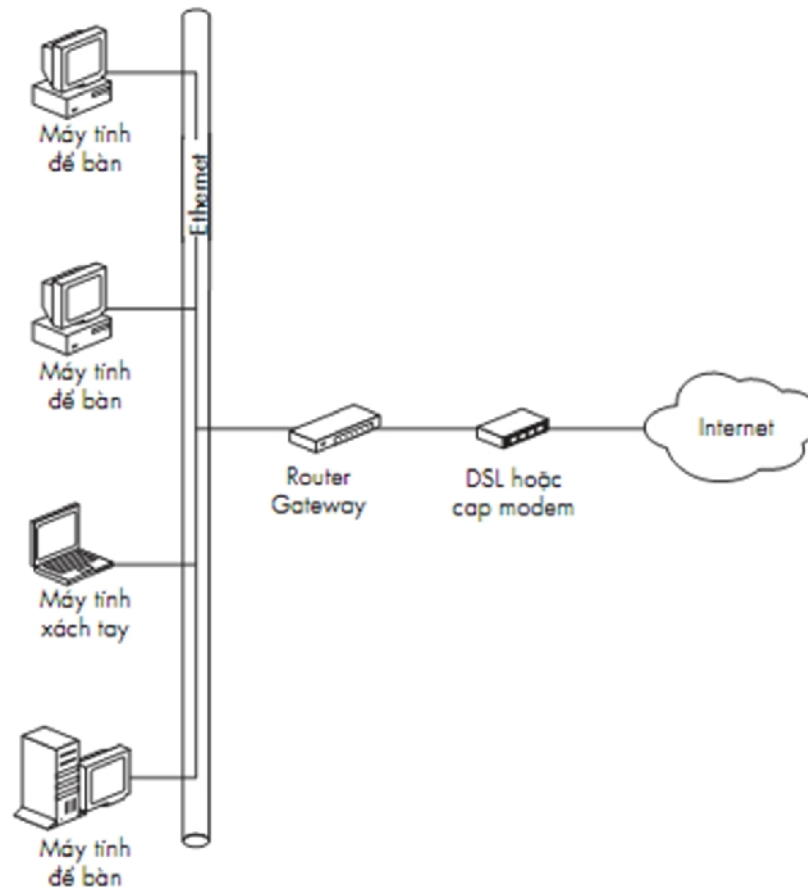 Máy tính
để bàn
Ethernet
Máy tính
để bàn
Router
Gateway
DSL hoặc
cap modem
Internet
Máy tính
xách tay
Máy tính
để bàn